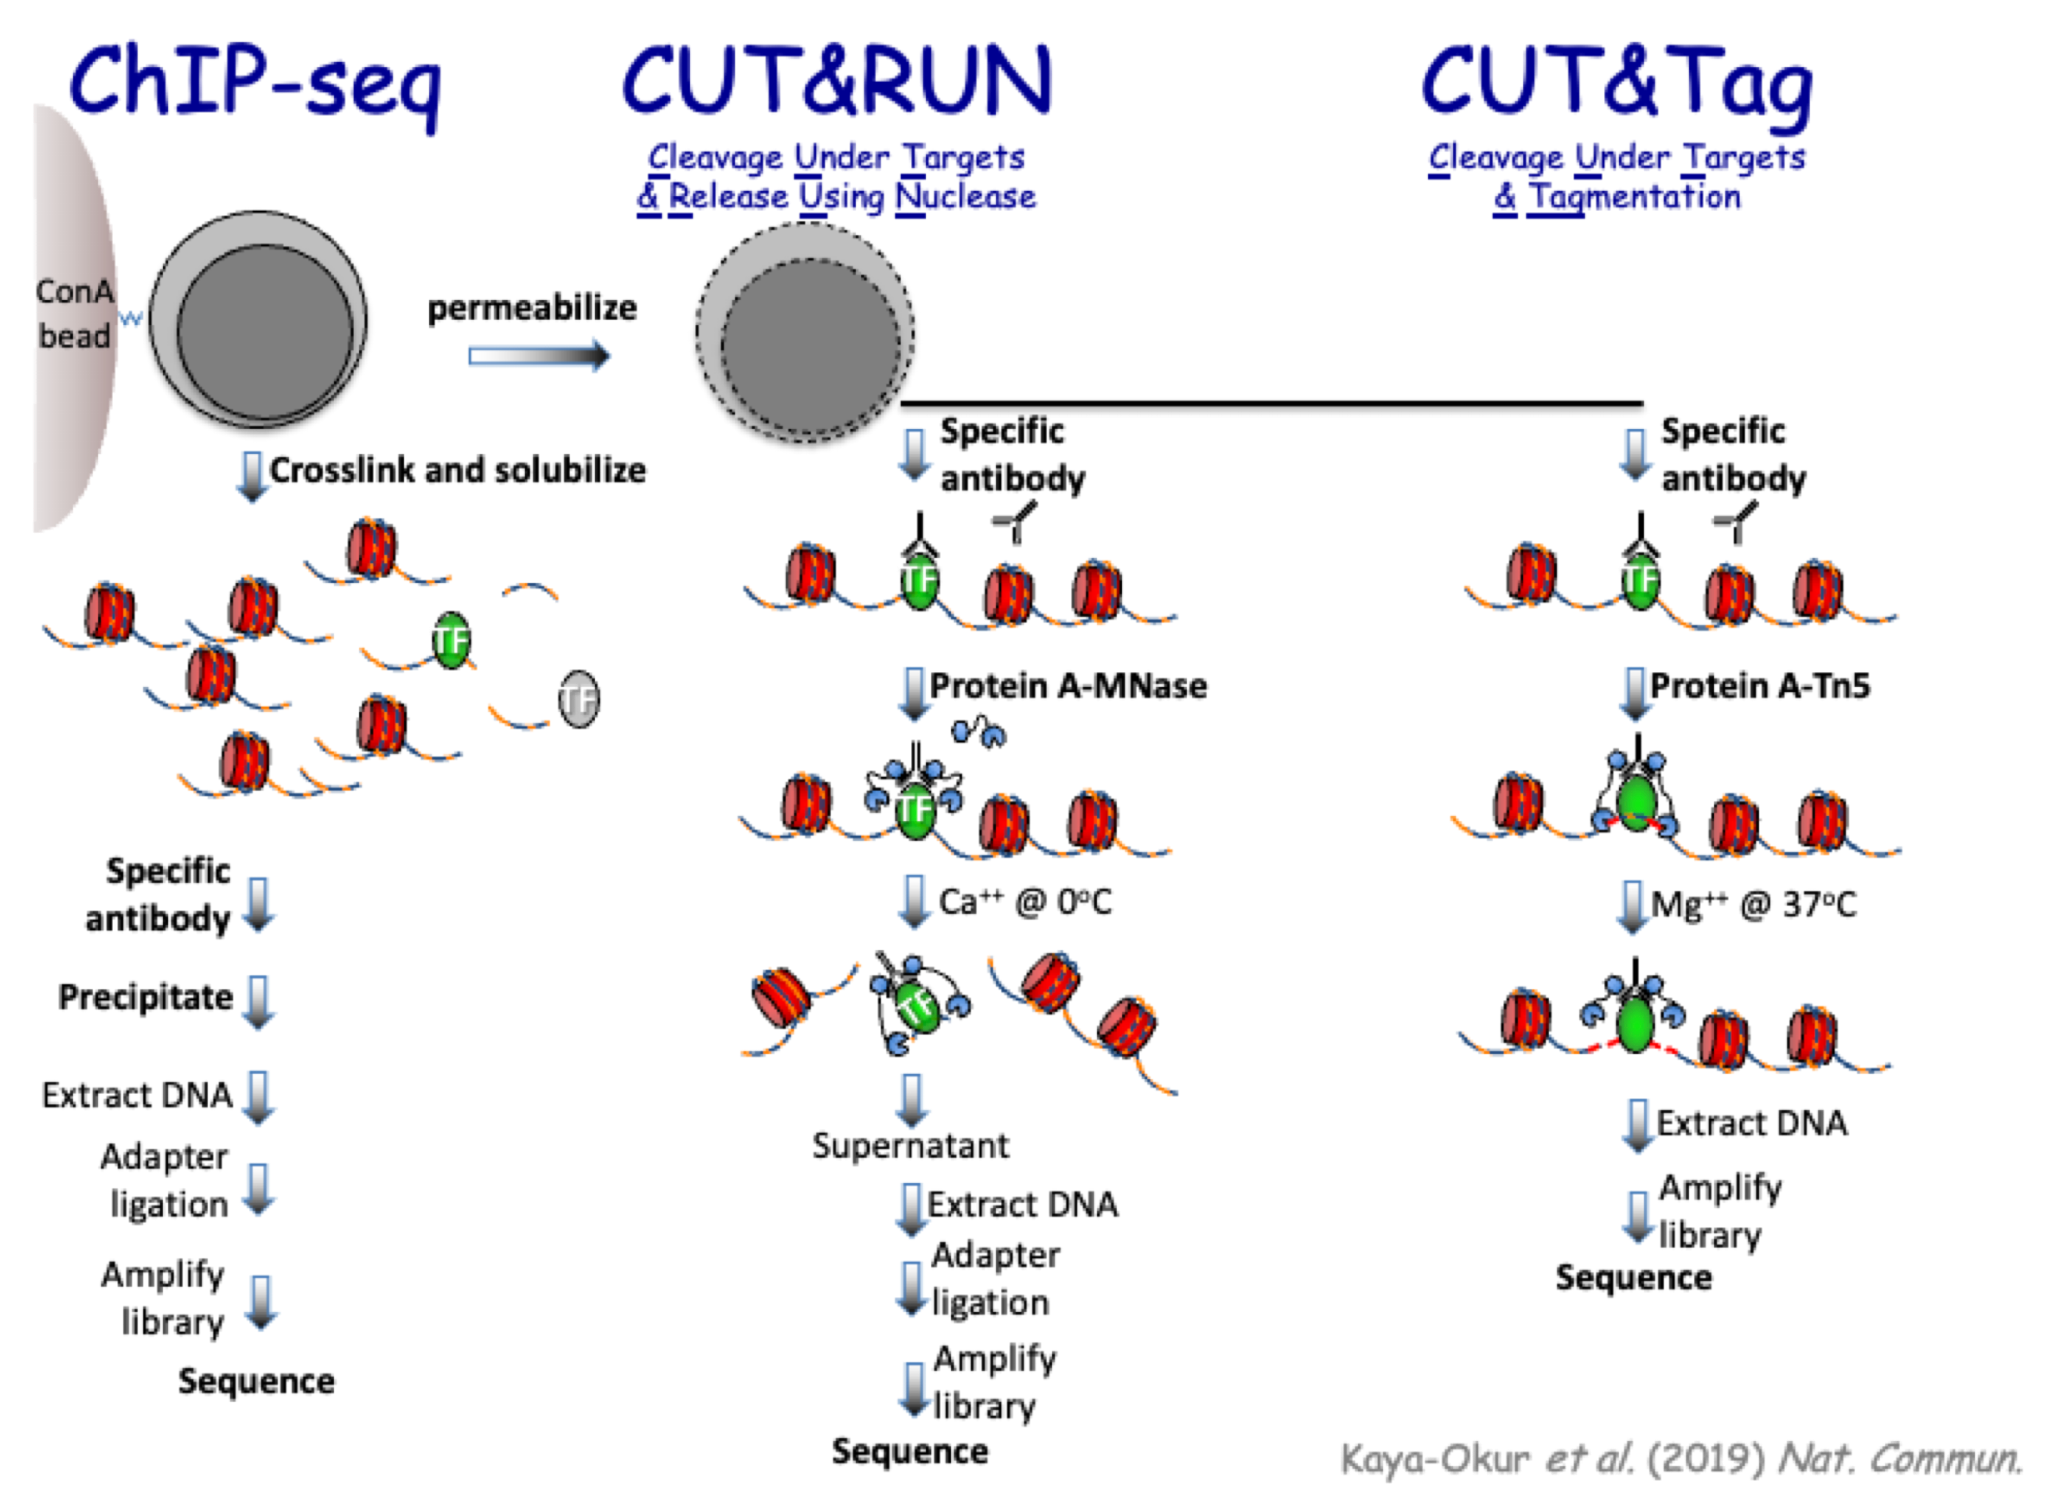 ChIP-seq
ConA
bead
permeabilize
Crosslink and solubilize
TF
TF
Specific
antibody
Precipitate
Extract DNA
Adapter
ligation
Amplify
library
Sequence
CUT&RUN
Cleavage Under Targets
& Release Using Nuclease
Specific
antibody
TF
Protein A-MNase
TF
Ca⁺⁺ @ 0°C
TF
Supernatant
Extract DNA
Adapter
ligation
Amplify
library
Sequence
CUT&Tag
Cleavage Under Targets
& Tagmentation
Specific
antibody
TF
Protein A-Tn5
Mg⁺⁺ @ 37°C
Extract DNA
Amplify
library
Sequence
Kaya-Okur et al. (2019) Nat. Commun.